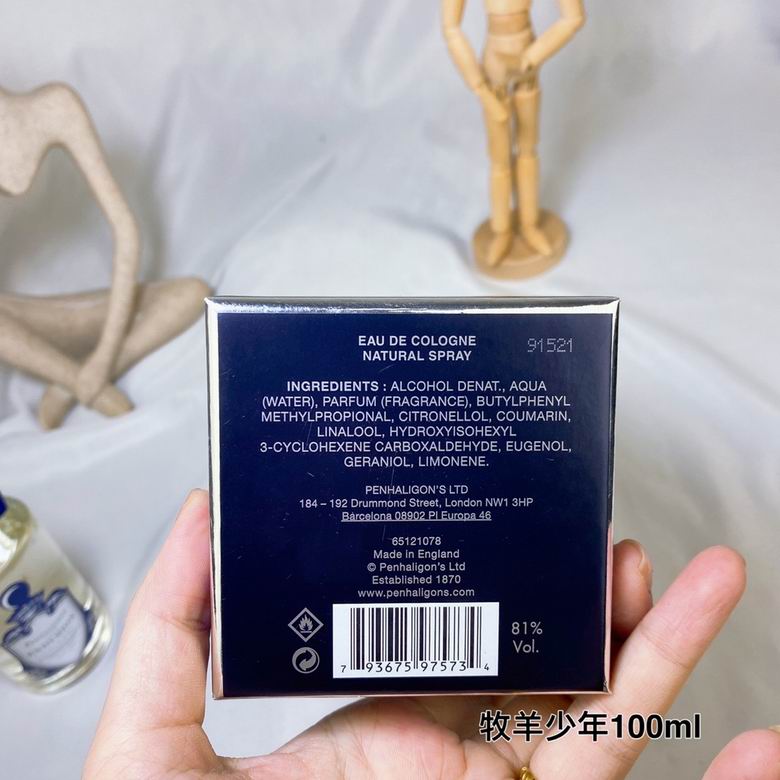 EAU DE COLOGNE
NATURAL SPRAY
91521
INGREDIENTS : ALCOHOL DENAT., AQUA
(WATER), PARFUM (FRAGRANCE), BUTYLPHENYL
METHYLPROPIONAL, CITRONELLOL, COUMARIN,
LINALOOL, HYDROXYISOHEXYL
3-CYCLOHEXENE CARBOXALDEHYDE, EUGENOL,
GERANIOL, LIMONENE.
PENHALIGON'S LTD
184 – 192 Drummond Street, London NW1 3HP
Barcelona 08902 Pl Europa 46
65121078
Made in England
© Penhaligon's Ltd
Established 1870
www.penhaligons.com
81%
Vol.
7 93675 97573 4
牧羊少年100ml